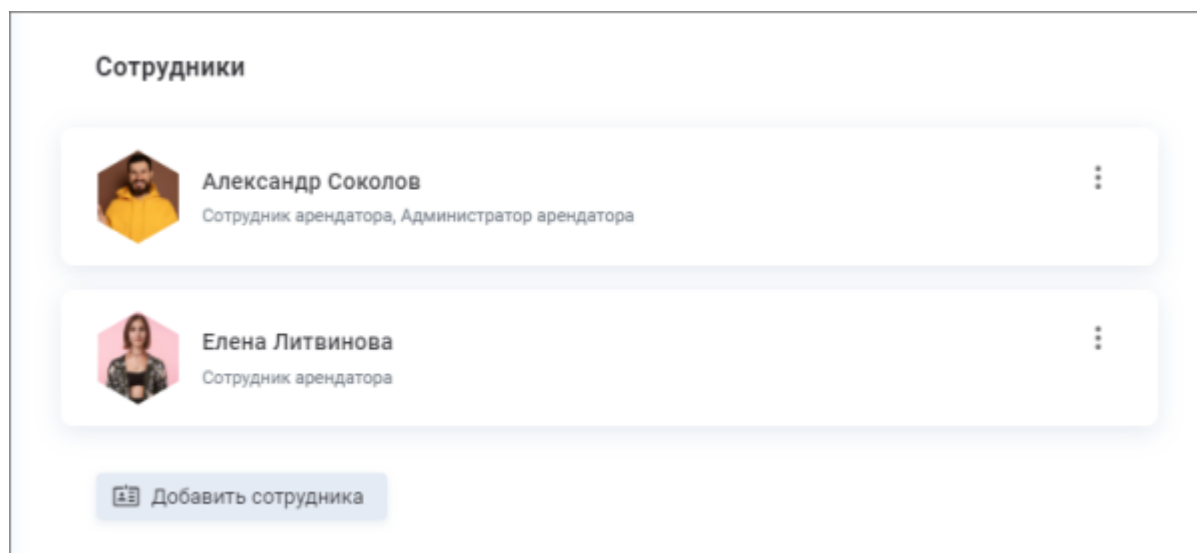 Сотрудники
Александр Соколов
Сотрудник арендатора, Администратор арендатора
Елена Литвинова
Сотрудник арендатора
Добавить сотрудника